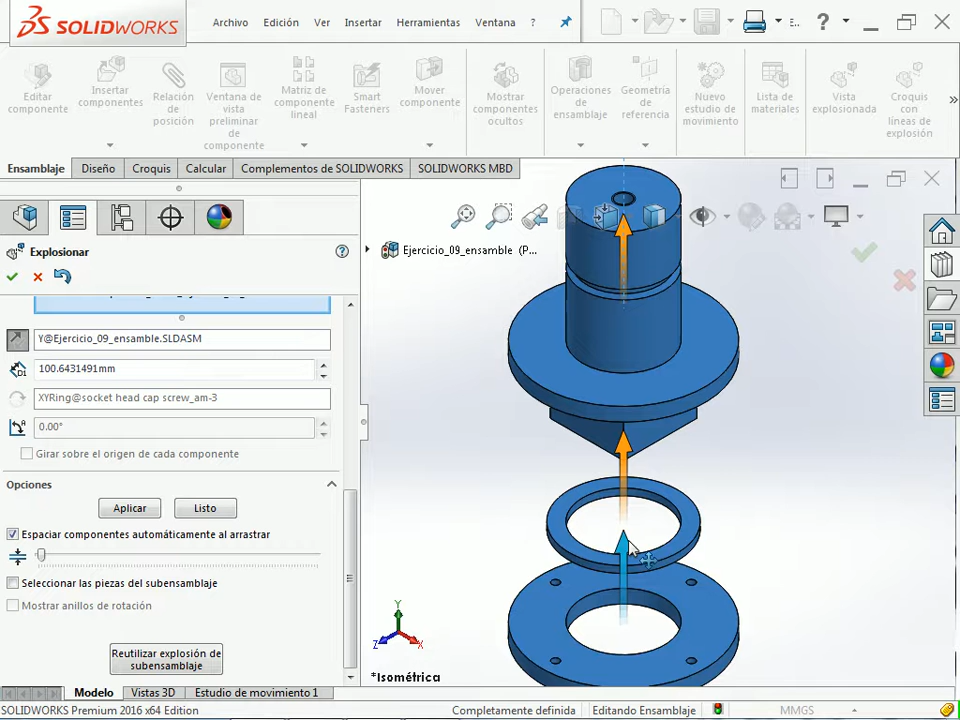 SOLIDWORKS
Archivo Edición Ver Insertar Herramientas Ventana ? E... ?
Editar componente
Insertar componentes
Relación de posición
Ventana de vista preliminar de componente
Matriz de componente lineal
Smart Fasteners
Mover componente
Mostrar componentes ocultos
Operaciones de ensamblaje
Geometría de referencia
Nuevo estudio de movimiento
Lista de materiales
Vista explosionada
Croquis con líneas de explosión
»
Ensamblaje Diseño Croquis Calcular Complementos de SOLIDWORKS SOLIDWORKS MBD
Explosionar ?
Ejercicio_09_ensamble (P...
Y@Ejercicio_09_ensamble.SLDASM
D1 100.6431491mm
XYRing@socket head cap screw_am-3
A 0.00°
Girar sobre el origen de cada componente
Opciones
Aplicar Listo
Espaciar componentes automáticamente al arrastrar
Seleccionar las piezas del subensamblaje
Mostrar anillos de rotación
Reutilizar explosión de
subensamblaje
Y
Z X
*Isométrica
Modelo Vistas 3D Estudio de movimiento 1
SOLIDWORKS Premium 2016 x64 Edition Completamente definida Editando Ensamblaje MMGS